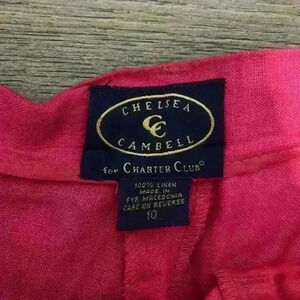 CHELSEA
CC
CAMBELL
for CHARTER CLUB®
100% LINEN
MADE IN
FYR MACEDONIA
CARE ON REVERSE
10